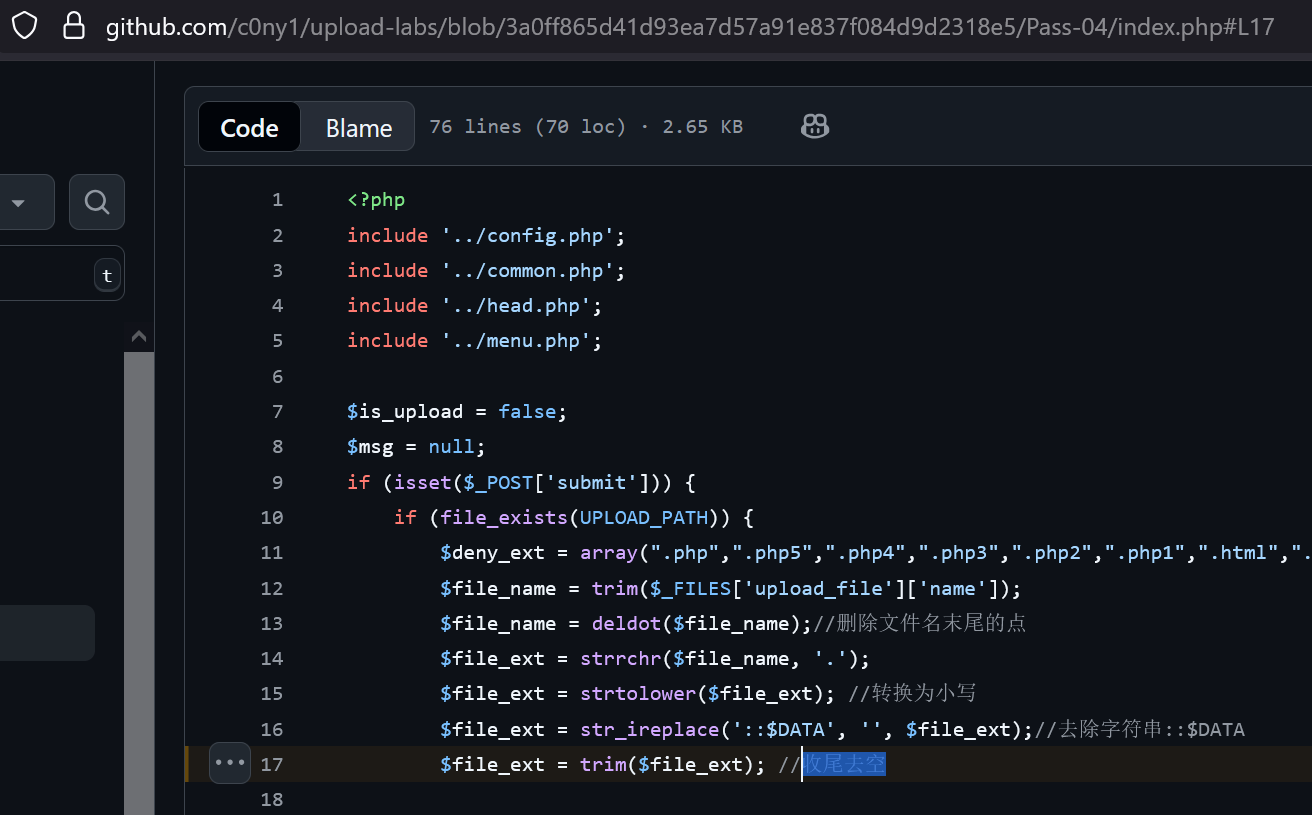 github.com/c0ny1/upload-labs/blob/3a0ff865d41d93ea7d57a91e837f084d9d2318e5/Pass-04/index.php#L17
Code Blame 76 lines (70 loc) · 2.65 KB
t
1 <?php
2 include '../config.php';
3 include '../common.php';
4 include '../head.php';
5 include '../menu.php';
6
7 $is_upload = false;
8 $msg = null;
9 if (isset($_POST['submit'])) {
10 if (file_exists(UPLOAD_PATH)) {
11 $deny_ext = array(".php",".php5",".php4",".php3",".php2",".php1",".html",".
12 $file_name = trim($_FILES['upload_file']['name']);
13 $file_name = deldot($file_name);//删除文件名末尾的点
14 $file_ext = strrchr($file_name, '.');
15 $file_ext = strtolower($file_ext); //转换为小写
16 $file_ext = str_ireplace('::$DATA', '', $file_ext);//去除字符串::$DATA
17 $file_ext = trim($file_ext); //收尾去空
18